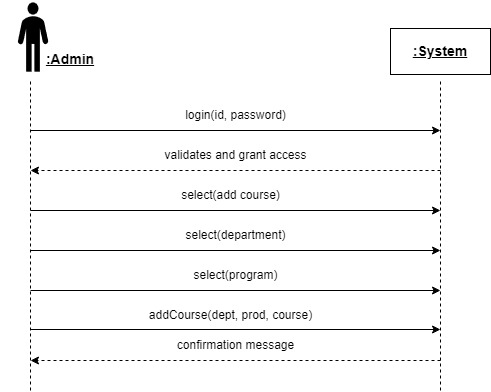 :Admin
:System
login(id, password)
validates and grant access
select(add course)
select(department)
select(program)
addCourse(dept, prod, course)
confirmation message